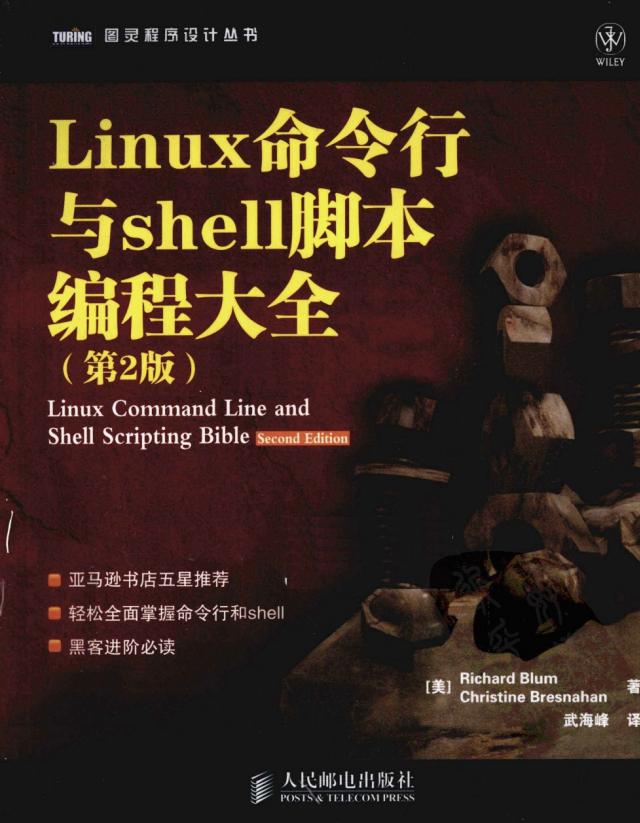 TURING 图灵程序设计丛书
WILEY
Linux命令行
与shell脚本
编程大全
(第2版)
Linux Command Line and
Shell Scripting Bible Second Edition
亚马逊书店五星推荐
轻松全面掌握命令行和shell
黑客进阶必读
[美] Richard Blum 著
Christine Bresnahan
武海峰 译
人民邮电出版社
POSTS & TELECOM PRESS